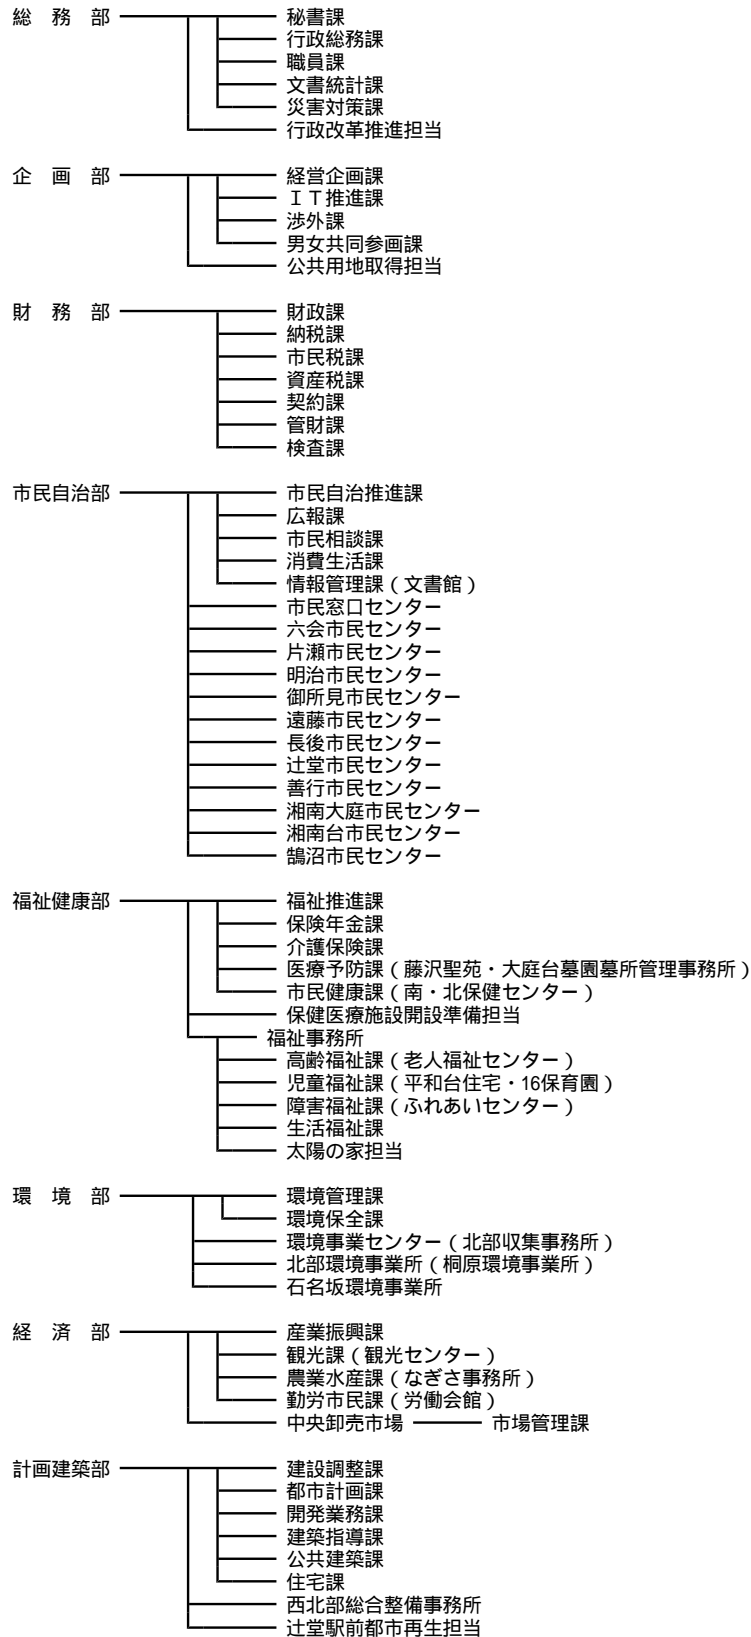 総　務　部 秘書課
行政総務課
職員課
文書統計課
災害対策課
行政改革推進担当
企　画　部 経営企画課
ＩＴ推進課
渉外課
男女共同参画課
公共用地取得担当
財　務　部 財政課
納税課
市民税課
資産税課
契約課
管財課
検査課
市民自治部 市民自治推進課
広報課
市民相談課
消費生活課
情報管理課（文書館）
市民窓口センター
六会市民センター
片瀬市民センター
明治市民センター
御所見市民センター
遠藤市民センター
長後市民センター
辻堂市民センター
善行市民センター
湘南大庭市民センター
湘南台市民センター
鵠沼市民センター
福祉健康部 福祉推進課
保険年金課
介護保険課
医療予防課（藤沢聖苑・大庭台墓園墓所管理事務所）
市民健康課（南・北保健センター）
保健医療施設開設準備担当
福祉事務所
高齢福祉課（老人福祉センター）
児童福祉課（平和台住宅・16保育園）
障害福祉課（ふれあいセンター）
生活福祉課
太陽の家担当
環　境　部 環境管理課
環境保全課
環境事業センター（北部収集事務所）
北部環境事業所（桐原環境事業所）
石名坂環境事業所
経　済　部 産業振興課
観光課（観光センター）
農業水産課（なぎさ事務所）
勤労市民課（労働会館）
中央卸売市場 市場管理課
計画建築部 建設調整課
都市計画課
開発業務課
建築指導課
公共建築課
住宅課
西北部総合整備事務所
辻堂駅前都市再生担当